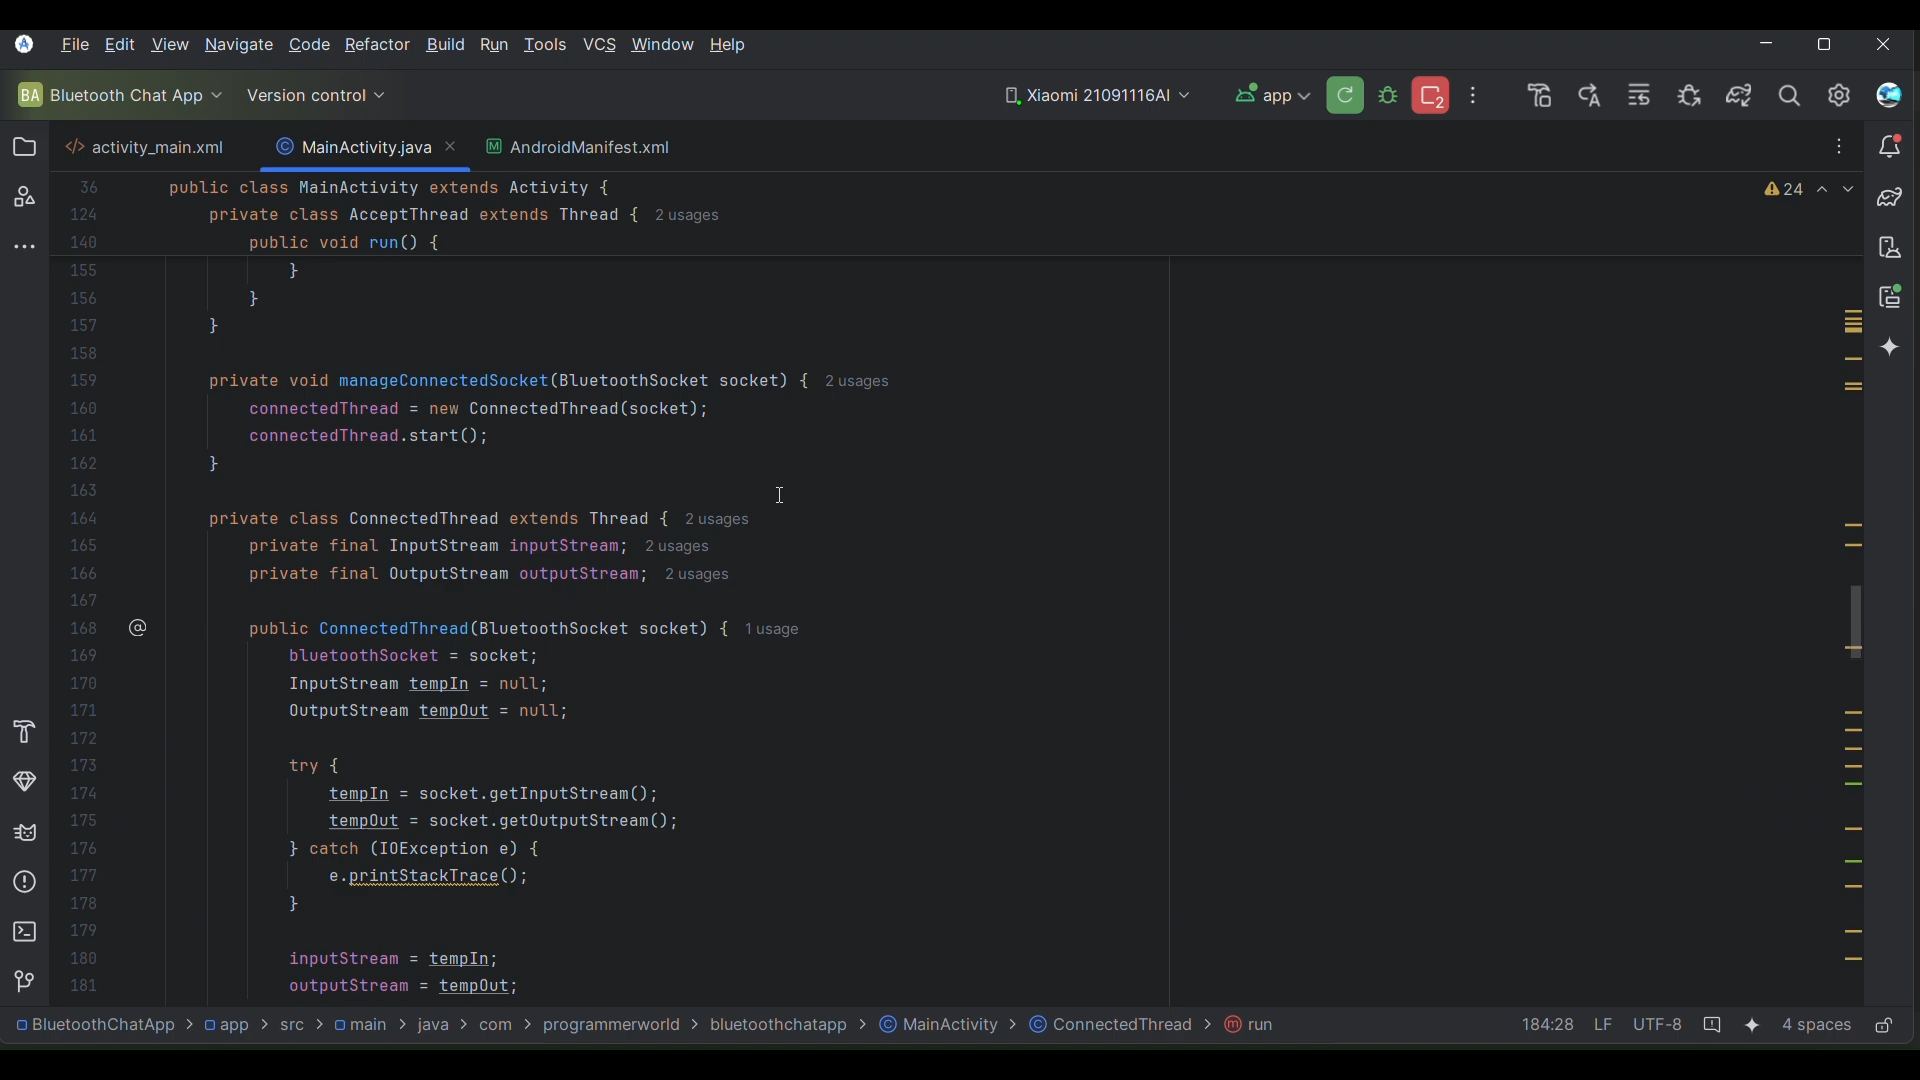 File Edit View Navigate Code Refactor Build Run Tools VCS Window Help
BA Bluetooth Chat App Version control Xiaomi 21091116AI app 2
activity_main.xml MainActivity.java AndroidManifest.xml
36 public class MainActivity extends Activity { 24
124 private class AcceptThread extends Thread { 2 usages
140 public void run() {
155 }
156 }
157 }
158
159 private void manageConnectedSocket(BluetoothSocket socket) { 2 usages
160 connectedThread = new ConnectedThread(socket);
161 connectedThread.start();
162 }
163
164 private class ConnectedThread extends Thread { 2 usages
165 private final InputStream inputStream; 2 usages
166 private final OutputStream outputStream; 2 usages
167
168 @ public ConnectedThread(BluetoothSocket socket) { 1 usage
169 bluetoothSocket = socket;
170 InputStream tempIn = null;
171 OutputStream tempOut = null;
172
173 try {
174 tempIn = socket.getInputStream();
175 tempOut = socket.getOutputStream();
176 } catch (IOException e) {
177 e.printStackTrace();
178 }
179
180 inputStream = tempIn;
181 outputStream = tempOut;
BluetoothChatApp > app > src > main > java > com > programmerworld > bluetoothchatapp > MainActivity > ConnectedThread > run 184:28 LF UTF-8 4 spaces